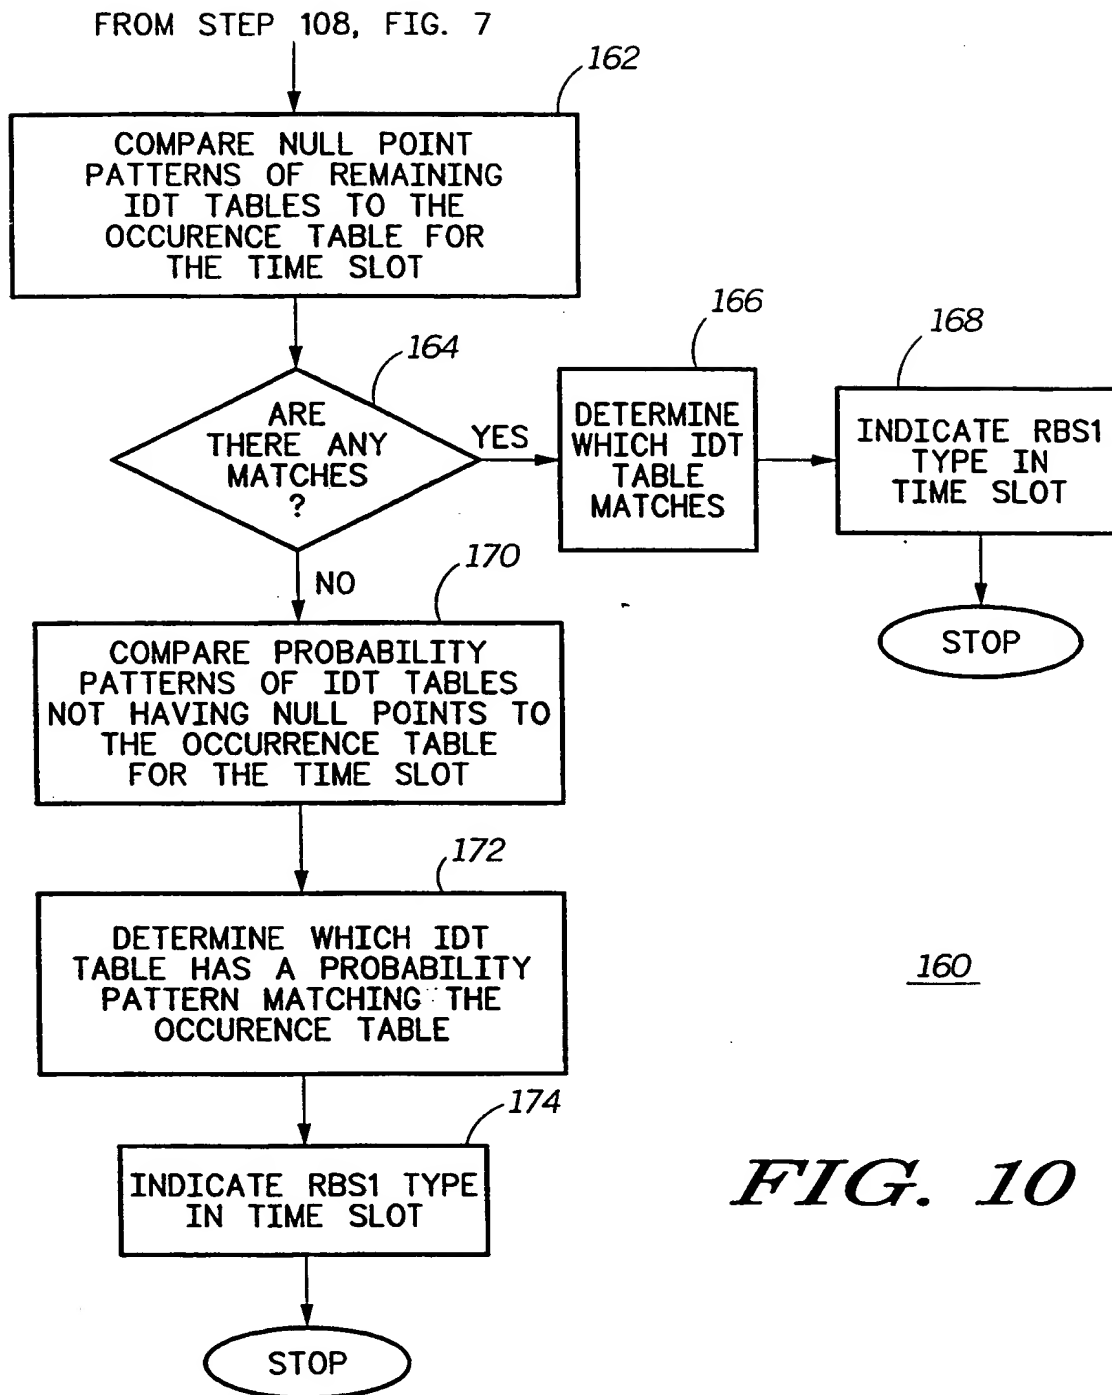 FROM STEP 108, FIG. 7
162
COMPARE NULL POINT
PATTERNS OF REMAINING
IDT TABLES TO THE
OCCURENCE TABLE FOR
THE TIME SLOT
164
ARE
THERE ANY
MATCHES
?
YES
166
DETERMINE
WHICH IDT
TABLE
MATCHES
168
INDICATE RBS1
TYPE IN
TIME SLOT
STOP
NO
170
COMPARE PROBABILITY
PATTERNS OF IDT TABLES
NOT HAVING NULL POINTS TO
THE OCCURRENCE TABLE
FOR THE TIME SLOT
172
DETERMINE WHICH IDT
TABLE HAS A PROBABILITY
PATTERN MATCHING THE
OCCURENCE TABLE
160
174
INDICATE RBS1 TYPE
IN TIME SLOT
STOP
FIG. 10